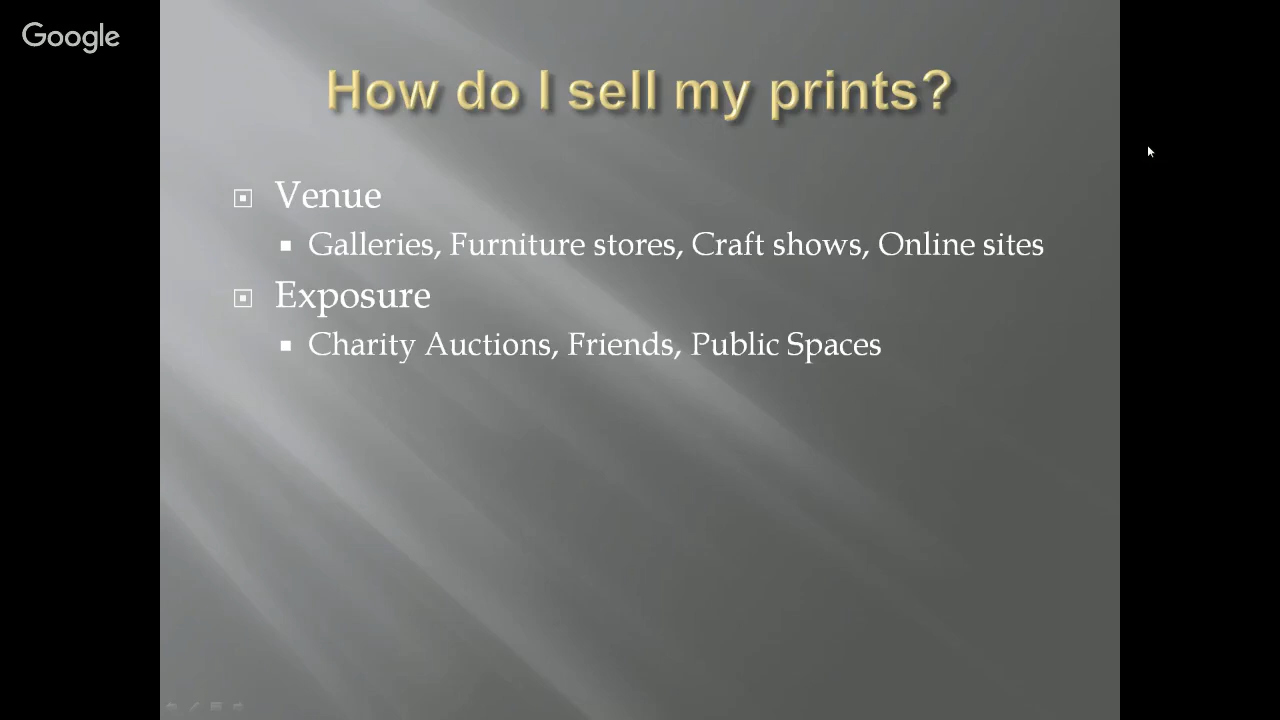 Google
How do I sell my prints?
Venue
Galleries, Furniture stores, Craft shows, Online sites
Exposure
Charity Auctions, Friends, Public Spaces